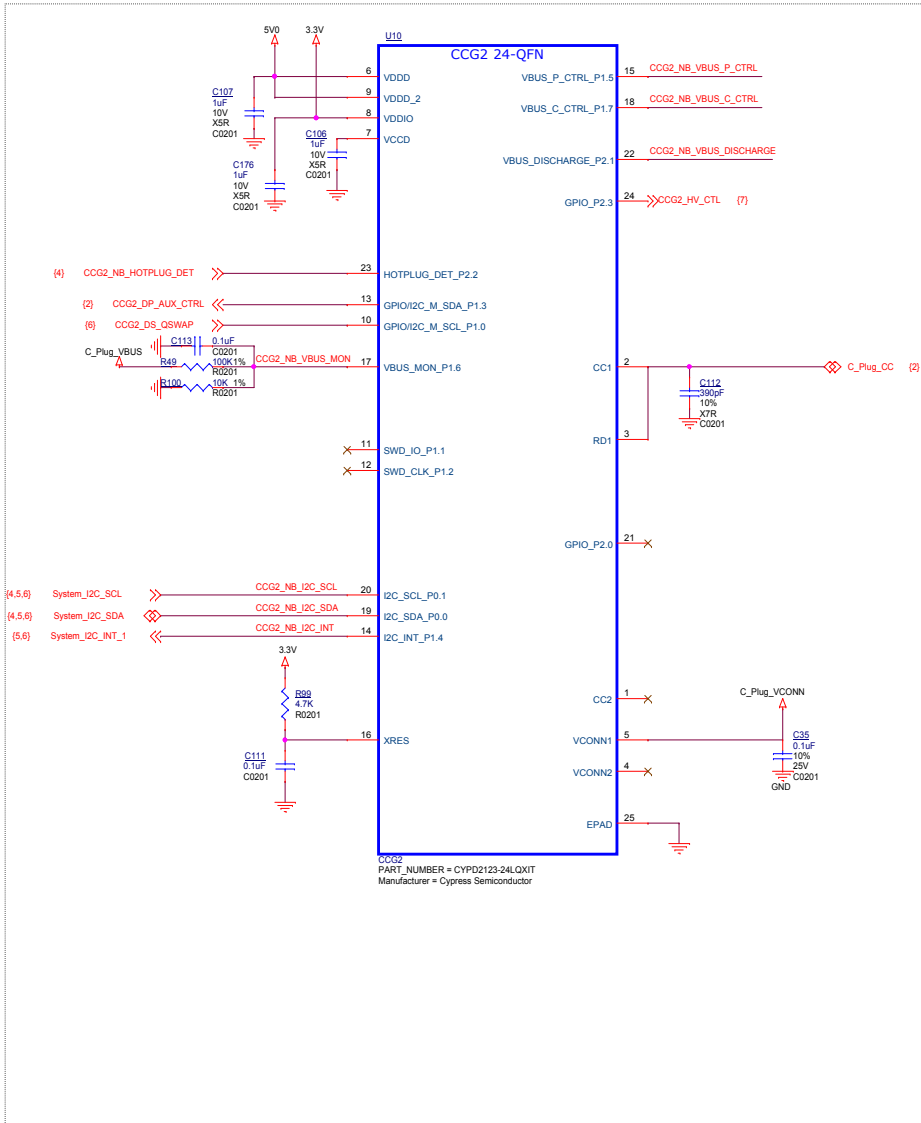 U10
5V0
3.3V
CCG2 24-QFN
6 VDDD
9 VDDD_2
8 VDDIO
7 VCCD
C107
1uF
10V
X5R
C0201
C106
1uF
10V
X5R
C0201
C176
1uF
10V
X5R
C0201
VBUS_P_CTRL_P1.5 15 CCG2_NB_VBUS_P_CTRL
VBUS_C_CTRL_P1.7 18 CCG2_NB_VBUS_C_CTRL
VBUS_DISCHARGE_P2.1 22 CCG2_NB_VBUS_DISCHARGE
GPIO_P2.3 24 CCG2_HV_CTL {7}
{4} CCG2_NB_HOTPLUG_DET 23 HOTPLUG_DET_P2.2
{2} CCG2_DP_AUX_CTRL 13 GPIO/I2C_M_SDA_P1.3
{6} CCG2_DS_QSWAP 10 GPIO/I2C_M_SCL_P1.0
C113 0.1uF
C0201
C_Plug_VBUS
R49 100K 1%
R0201
CCG2_NB_VBUS_MON 17 VBUS_MON_P1.6
R100 10K 1%
R0201
CC1 2 C_Plug_CC {2}
C112
390pF
10%
X7R
C0201
RD1 3
11 SWD_IO_P1.1
12 SWD_CLK_P1.2
GPIO_P2.0 21
{4,5,6} System_I2C_SCL CCG2_NB_I2C_SCL 20 I2C_SCL_P0.1
{4,5,6} System_I2C_SDA CCG2_NB_I2C_SDA 19 I2C_SDA_P0.0
{5,6} System_I2C_INT_1 CCG2_NB_I2C_INT 14 I2C_INT_P1.4
3.3V
R99
4.7K
R0201
16 XRES
C111
0.1uF
C0201
CC2 1
C_Plug_VCONN
VCONN1 5
C35
0.1uF
10%
25V
C0201
GND
VCONN2 4
EPAD 25
CCG2
PART_NUMBER = CYPD2123-24LQXIT
Manufacturer = Cypress Semiconductor